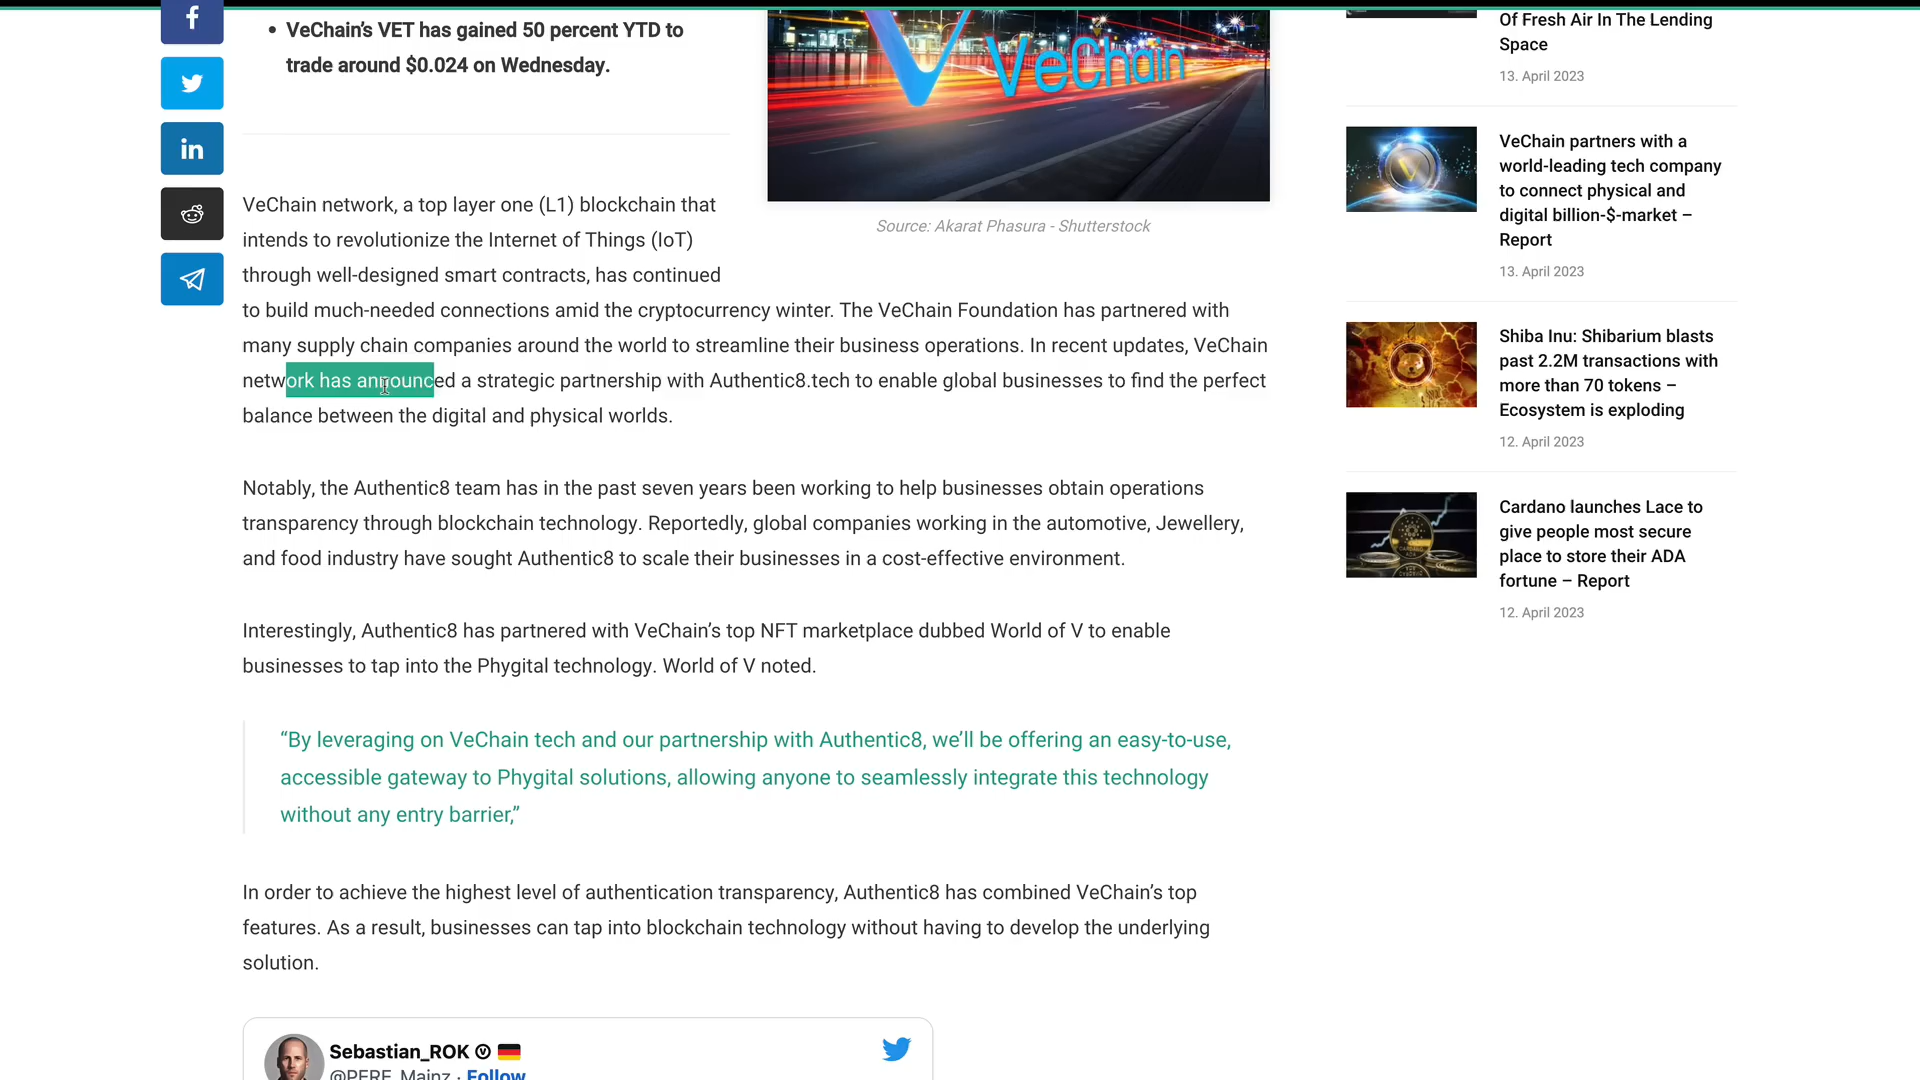 • VeChain’s VET has gained 50 percent YTD to
trade around $0.024 on Wednesday.
VeChain
Source: Akarat Phasura - Shutterstock
VeChain network, a top layer one (L1) blockchain that
intends to revolutionize the Internet of Things (IoT)
through well-designed smart contracts, has continued
to build much-needed connections amid the cryptocurrency winter. The VeChain Foundation has partnered with
many supply chain companies around the world to streamline their business operations. In recent updates, VeChain
network has announced a strategic partnership with Authentic8.tech to enable global businesses to find the perfect
balance between the digital and physical worlds.
Notably, the Authentic8 team has in the past seven years been working to help businesses obtain operations
transparency through blockchain technology. Reportedly, global companies working in the automotive, Jewellery,
and food industry have sought Authentic8 to scale their businesses in a cost-effective environment.
Interestingly, Authentic8 has partnered with VeChain’s top NFT marketplace dubbed World of V to enable
businesses to tap into the Phygital technology. World of V noted.
“By leveraging on VeChain tech and our partnership with Authentic8, we’ll be offering an easy-to-use,
accessible gateway to Phygital solutions, allowing anyone to seamlessly integrate this technology
without any entry barrier,”
In order to achieve the highest level of authentication transparency, Authentic8 has combined VeChain’s top
features. As a result, businesses can tap into blockchain technology without having to develop the underlying
solution.
Sebastian_ROK
@PERF_Mainz · Follow
Of Fresh Air In The Lending
Space
13. April 2023
VeChain partners with a
world-leading tech company
to connect physical and
digital billion-$-market –
Report
13. April 2023
Shiba Inu: Shibarium blasts
past 2.2M transactions with
more than 70 tokens –
Ecosystem is exploding
12. April 2023
Cardano launches Lace to
give people most secure
place to store their ADA
fortune – Report
12. April 2023